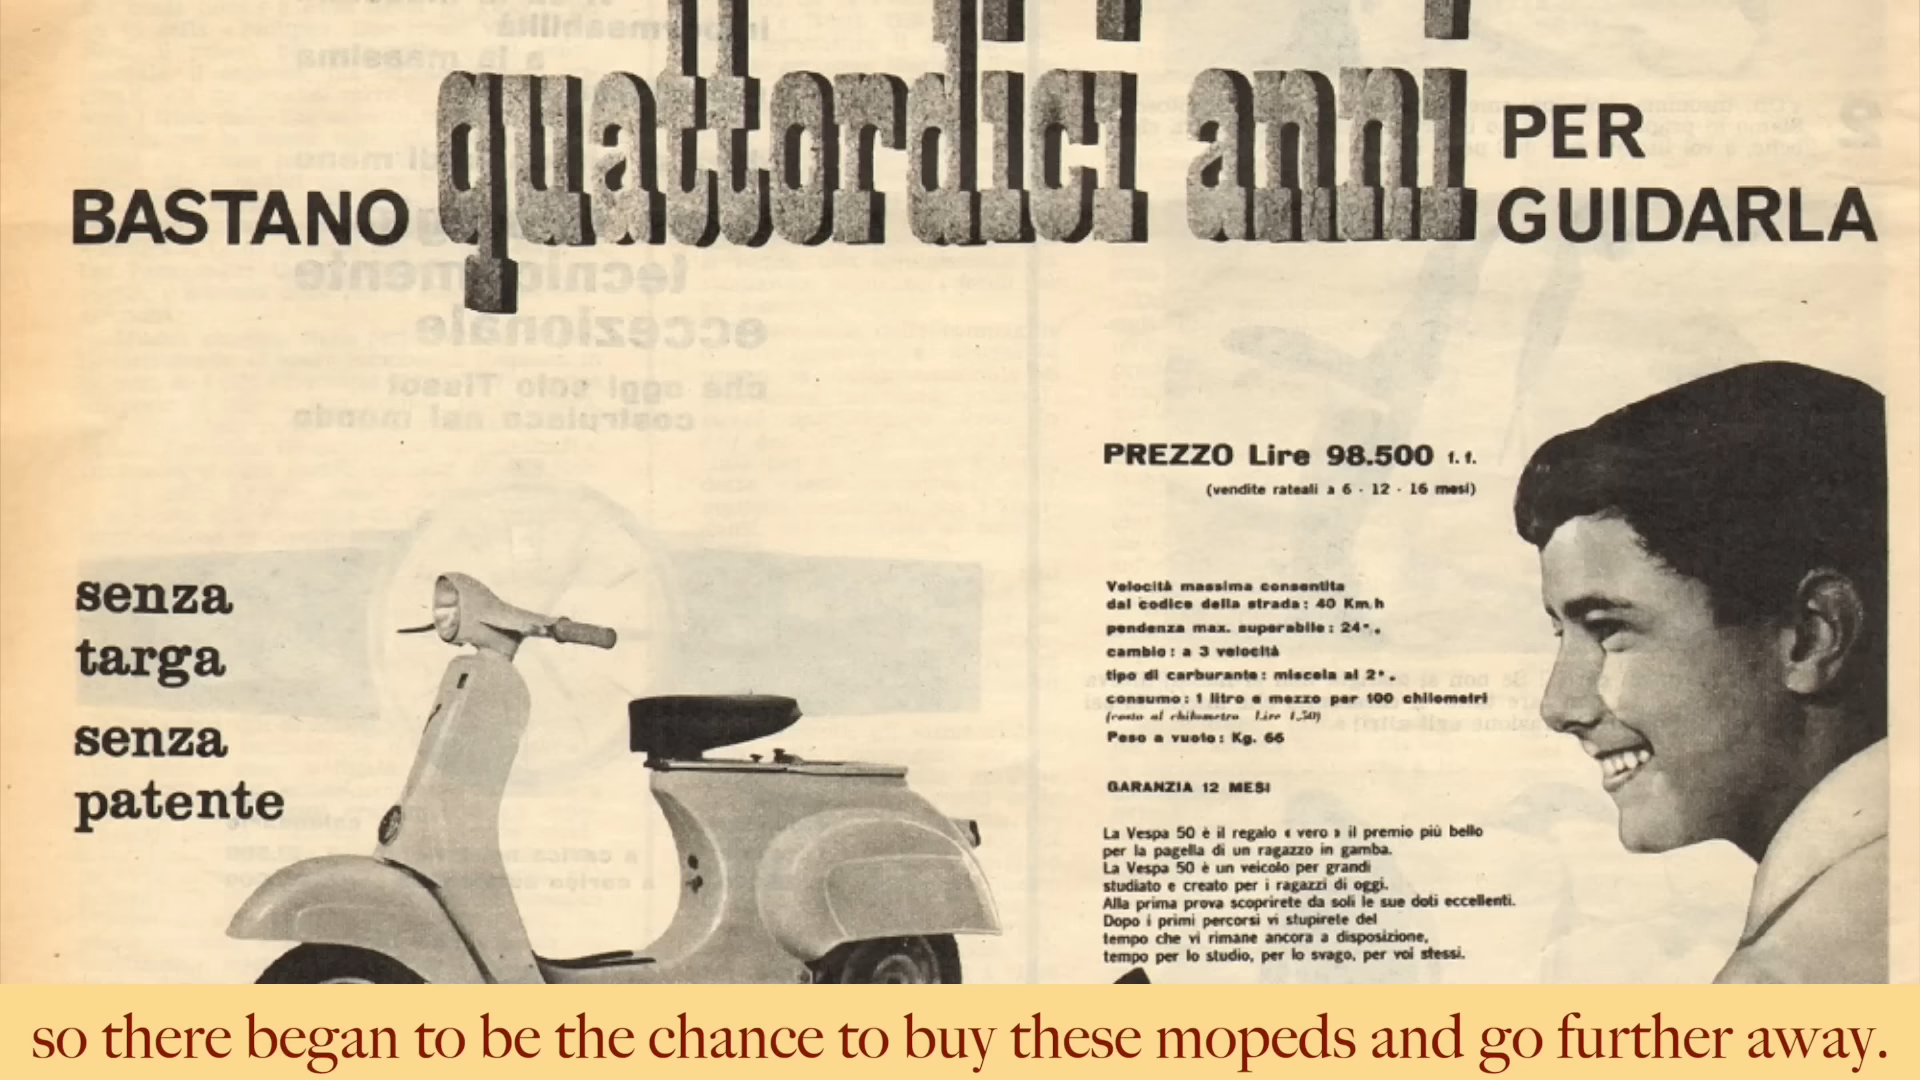 BASTANO quattordici anni PER GUIDARLA
PREZZO Lire 98.500 f. f.
(vendite rateali a 6 - 12 - 16 mesi)
senza
targa
senza
patente
Velocità massima consentita
dal codice della strada: 40 Km.h
pendenza max. superabile: 24°.
cambio: a 3 velocità
tipo di carburante: miscela al 2°.
consumo: 1 litro e mezzo per 100 chilometri
(costo al chilometro Lire 1,50)
Peso a vuoto: Kg. 66
GARANZIA 12 MESI
La Vespa 50 è il regalo « vero » il premio più bello
per la pagella di un ragazzo in gamba.
La Vespa 50 è un veicolo per grandi
studiato e creato per i ragazzi di oggi.
Alla prima prova scoprirete da soli le sue doti eccellenti.
Dopo i primi percorsi vi stupirete del
tempo che vi rimane ancora a disposizione,
tempo per lo studio, per lo svago, per voi stessi.
so there began to be the chance to buy these mopeds and go further away.